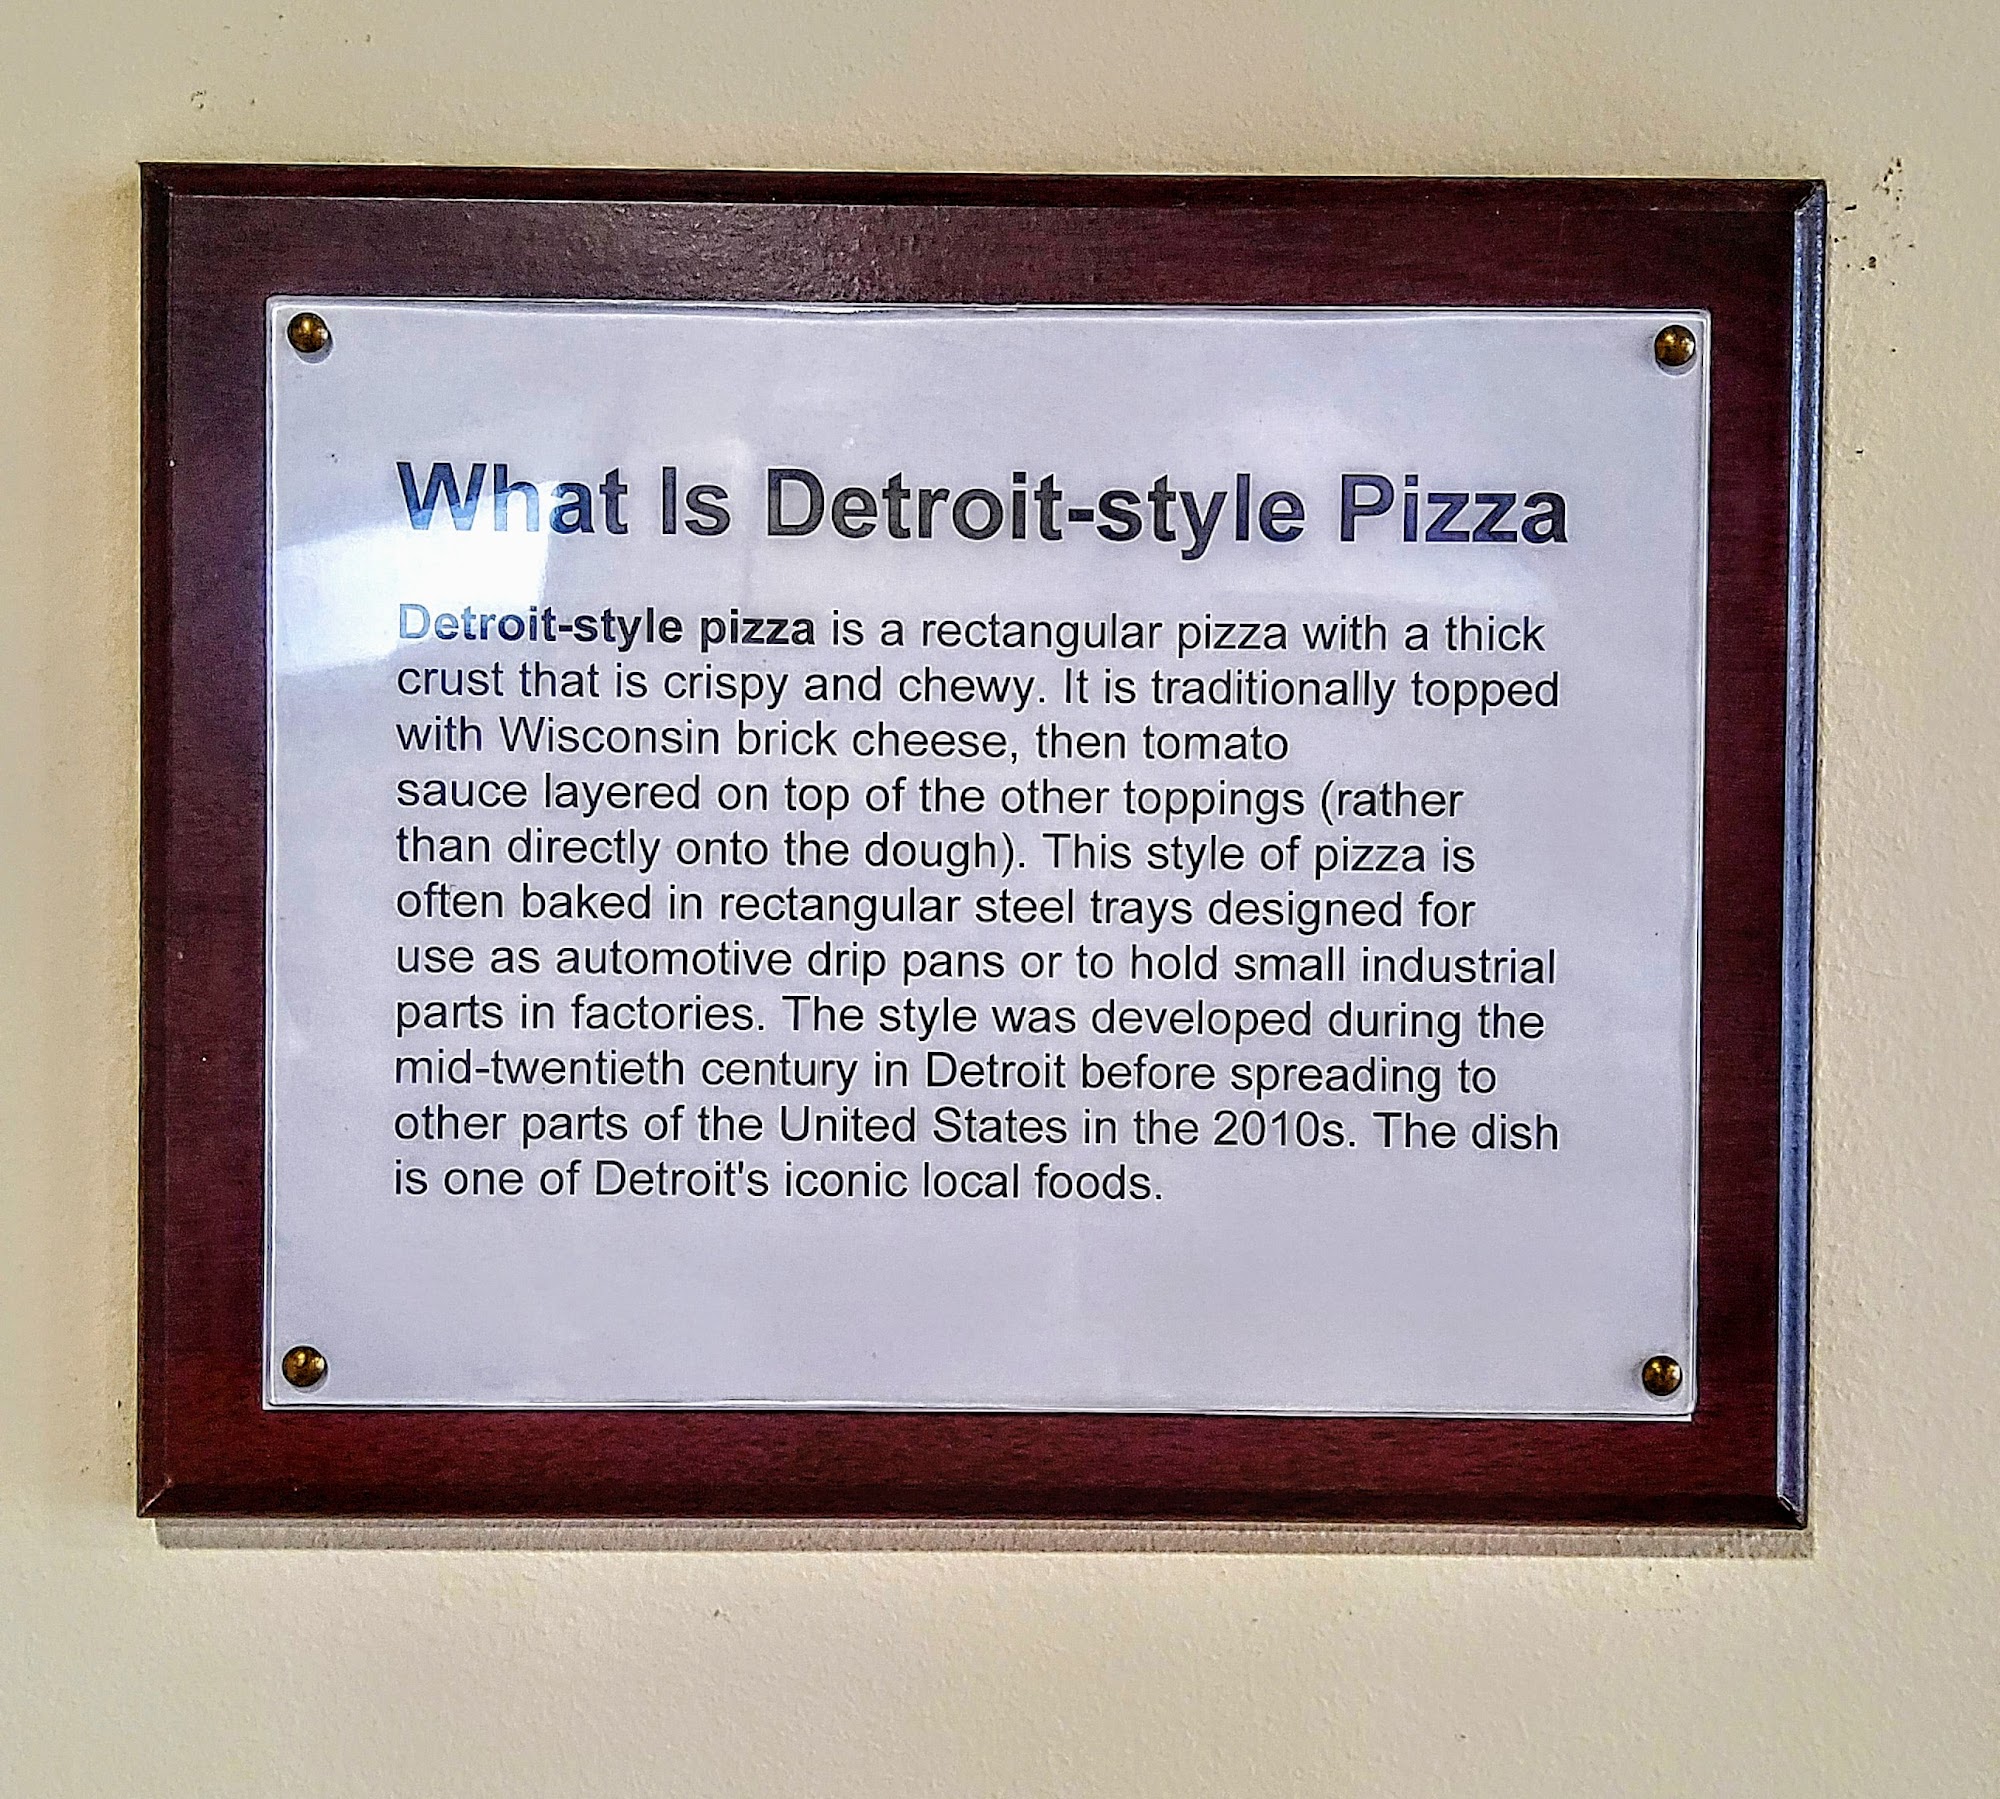 What Is Detroit-style Pizza
Detroit-style pizza is a rectangular pizza with a thick
crust that is crispy and chewy. It is traditionally topped
with Wisconsin brick cheese, then tomato
sauce layered on top of the other toppings (rather
than directly onto the dough). This style of pizza is
often baked in rectangular steel trays designed for
use as automotive drip pans or to hold small industrial
parts in factories. The style was developed during the
mid-twentieth century in Detroit before spreading to
other parts of the United States in the 2010s. The dish
is one of Detroit's iconic local foods.